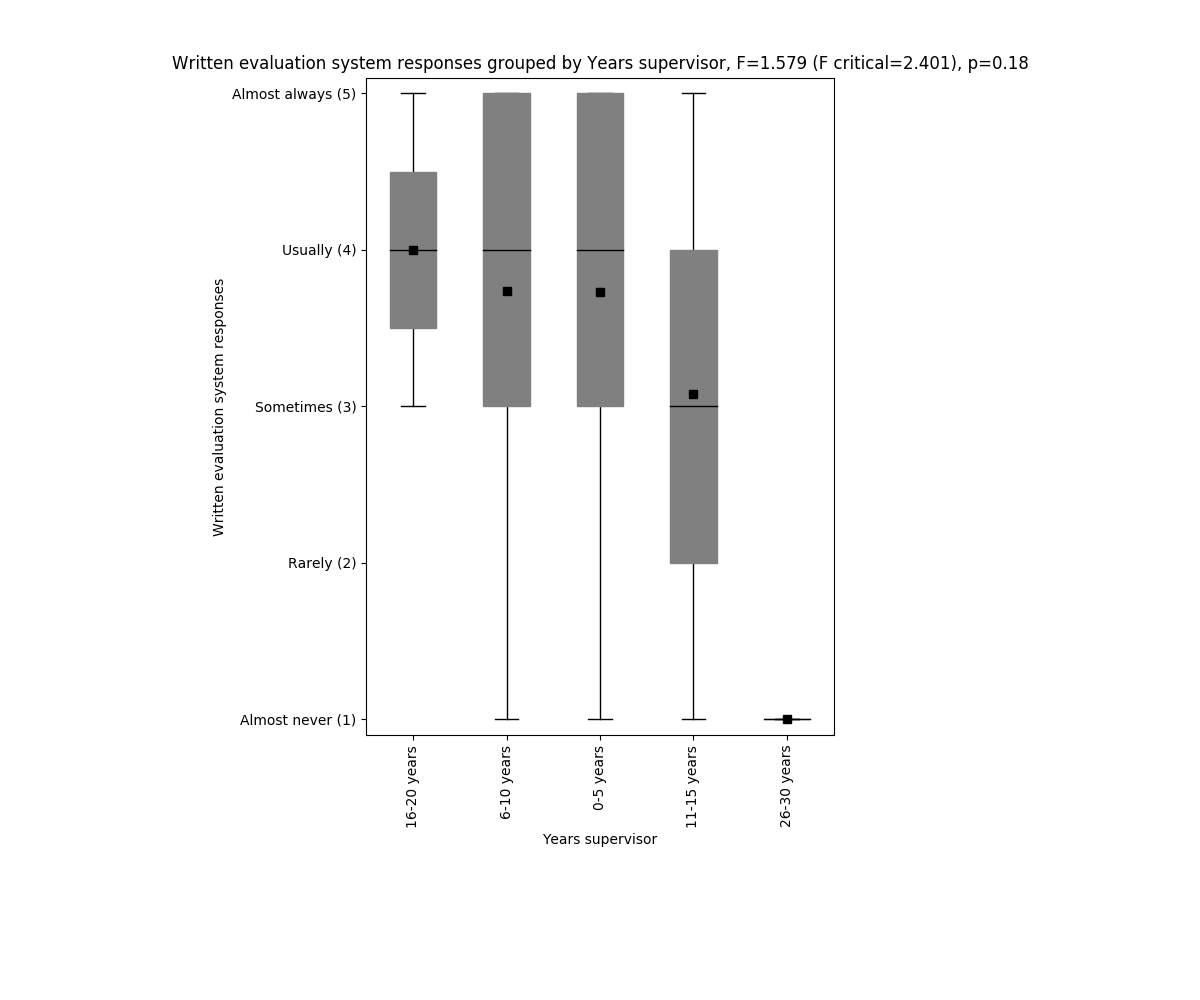 Written evaluation system responses grouped by Years supervisor, F=1.579 (F critical=2.401), p=0.18
Almost always (5)
Usually (4)
Sometimes (3)
Rarely (2)
Almost never (1)
Written evaluation system responses
16-20 years
6-10 years
0-5 years
11-15 years
26-30 years
Years supervisor